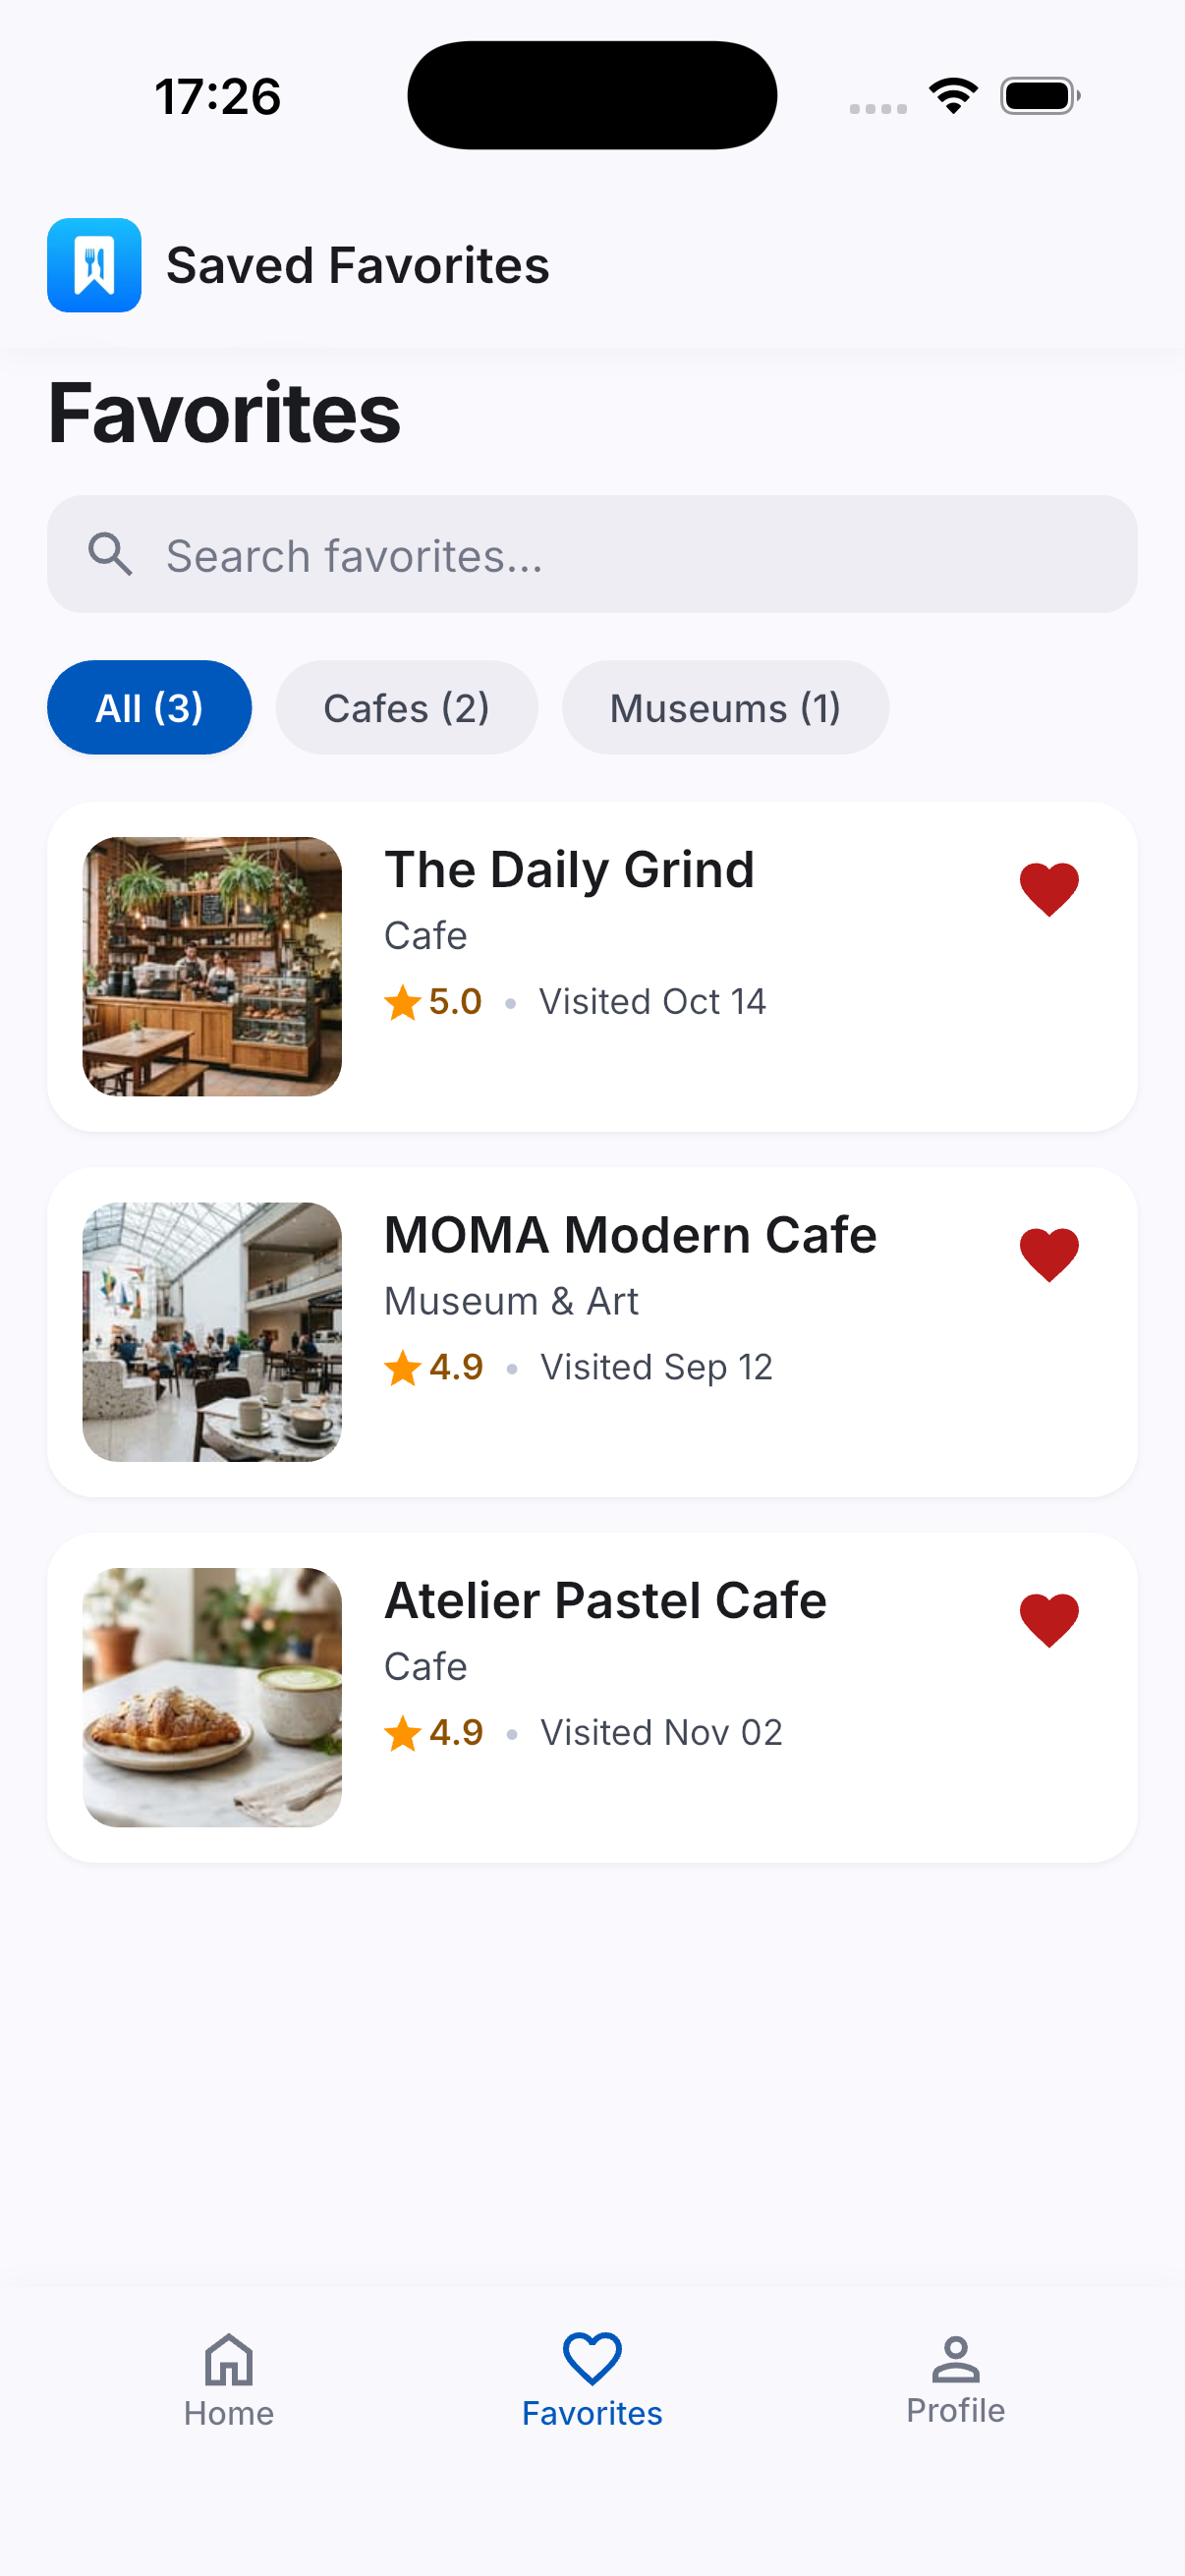 17:26
Saved Favorites
Favorites
Search favorites...
All (3)
Cafes (2)
Museums (1)
The Daily Grind
Cafe
5.0 • Visited Oct 14
MOMA Modern Cafe
Museum & Art
4.9 • Visited Sep 12
Atelier Pastel Cafe
Cafe
4.9 • Visited Nov 02
Home
Favorites
Profile